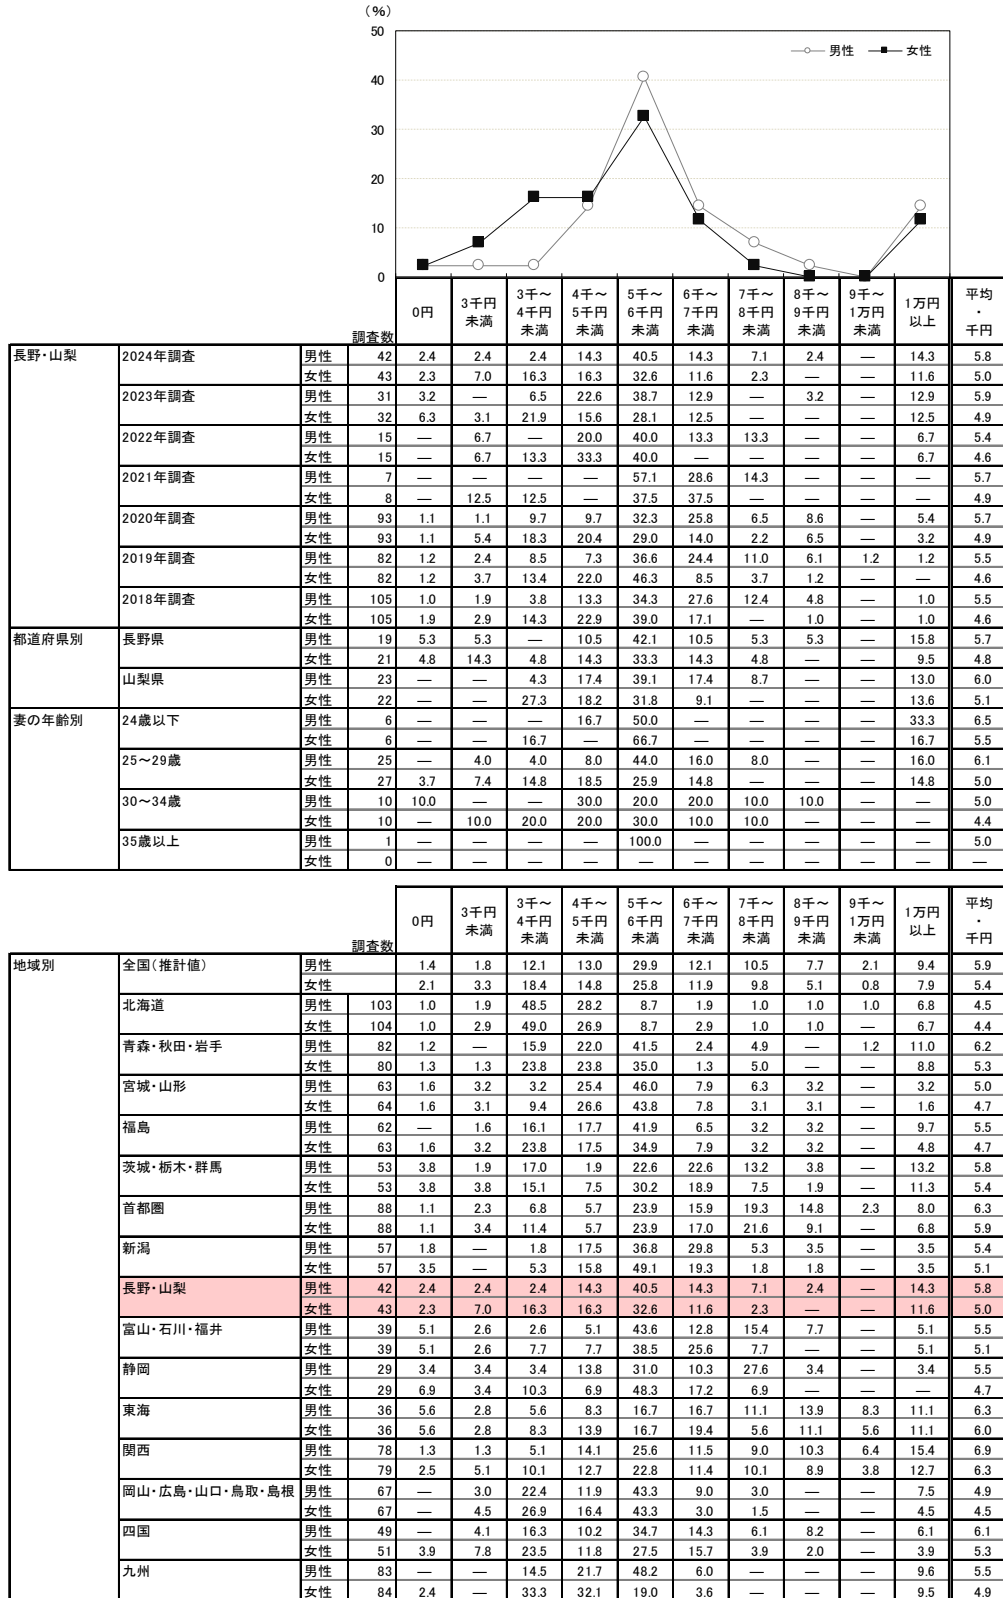 （%）
50
40
30
20
10
0
男性 女性
調査数 0円 3千円未満 3千～4千円未満 4千～5千円未満 5千～6千円未満 6千～7千円未満 7千～8千円未満 8千～9千円未満 9千～1万円未満 1万円以上 平均・千円
長野・山梨 2024年調査 男性 42 2.4 2.4 2.4 14.3 40.5 14.3 7.1 2.4 ― 14.3 5.8
女性 43 2.3 7.0 16.3 16.3 32.6 11.6 2.3 ― ― 11.6 5.0
2023年調査 男性 31 3.2 ― 6.5 22.6 38.7 12.9 ― 3.2 ― 12.9 5.9
女性 32 6.3 3.1 21.9 15.6 28.1 12.5 ― ― ― 12.5 4.9
2022年調査 男性 15 ― 6.7 ― 20.0 40.0 13.3 13.3 ― ― 6.7 5.4
女性 15 ― 6.7 13.3 33.3 40.0 ― ― ― ― 6.7 4.6
2021年調査 男性 7 ― ― ― ― 57.1 28.6 14.3 ― ― ― 5.7
女性 8 ― 12.5 12.5 ― 37.5 37.5 ― ― ― ― 4.9
2020年調査 男性 93 1.1 1.1 9.7 9.7 32.3 25.8 6.5 8.6 ― 5.4 5.7
女性 93 1.1 5.4 18.3 20.4 29.0 14.0 2.2 6.5 ― 3.2 4.9
2019年調査 男性 82 1.2 2.4 8.5 7.3 36.6 24.4 11.0 6.1 1.2 1.2 5.5
女性 82 1.2 3.7 13.4 22.0 46.3 8.5 3.7 1.2 ― ― 4.6
2018年調査 男性 105 1.0 1.9 3.8 13.3 34.3 27.6 12.4 4.8 ― 1.0 5.5
女性 105 1.9 2.9 14.3 22.9 39.0 17.1 ― 1.0 ― 1.0 4.6
都道府県別 長野県 男性 19 5.3 5.3 ― 10.5 42.1 10.5 5.3 5.3 ― 15.8 5.7
女性 21 4.8 14.3 4.8 14.3 33.3 14.3 4.8 ― ― 9.5 4.8
山梨県 男性 23 ― ― 4.3 17.4 39.1 17.4 8.7 ― ― 13.0 6.0
女性 22 ― ― 27.3 18.2 31.8 9.1 ― ― ― 13.6 5.1
妻の年齢別 24歳以下 男性 6 ― ― ― 16.7 50.0 ― ― ― ― 33.3 6.5
女性 6 ― ― 16.7 ― 66.7 ― ― ― ― 16.7 5.5
25～29歳 男性 25 ― 4.0 4.0 8.0 44.0 16.0 8.0 ― ― 16.0 6.1
女性 27 3.7 7.4 14.8 18.5 25.9 14.8 ― ― ― 14.8 5.0
30～34歳 男性 10 10.0 ― ― 30.0 20.0 20.0 10.0 10.0 ― ― 5.0
女性 10 ― 10.0 20.0 20.0 30.0 10.0 10.0 ― ― ― 4.4
35歳以上 男性 1 ― ― ― ― 100.0 ― ― ― ― ― 5.0
女性 0 ― ― ― ― ― ― ― ― ― ― ―
調査数 0円 3千円未満 3千～4千円未満 4千～5千円未満 5千～6千円未満 6千～7千円未満 7千～8千円未満 8千～9千円未満 9千～1万円未満 1万円以上 平均・千円
地域別 全国（推計値） 男性 1.4 1.8 12.1 13.0 29.9 12.1 10.5 7.7 2.1 9.4 5.9
女性 2.1 3.3 18.4 14.8 25.8 11.9 9.8 5.1 0.8 7.9 5.4
北海道 男性 103 1.0 1.9 48.5 28.2 8.7 1.9 1.0 1.0 1.0 6.8 4.5
女性 104 1.0 2.9 49.0 26.9 8.7 2.9 1.0 1.0 ― 6.7 4.4
青森・秋田・岩手 男性 82 1.2 ― 15.9 22.0 41.5 2.4 4.9 ― 1.2 11.0 6.2
女性 80 1.3 1.3 23.8 23.8 35.0 1.3 5.0 ― ― 8.8 5.3
宮城・山形 男性 63 1.6 3.2 3.2 25.4 46.0 7.9 6.3 3.2 ― 3.2 5.0
女性 64 1.6 3.1 9.4 26.6 43.8 7.8 3.1 3.1 ― 1.6 4.7
福島 男性 62 ― 1.6 16.1 17.7 41.9 6.5 3.2 3.2 ― 9.7 5.5
女性 63 1.6 3.2 23.8 17.5 34.9 7.9 3.2 3.2 ― 4.8 4.7
茨城・栃木・群馬 男性 53 3.8 1.9 17.0 1.9 22.6 22.6 13.2 3.8 ― 13.2 5.8
女性 53 3.8 3.8 15.1 7.5 30.2 18.9 7.5 1.9 ― 11.3 5.4
首都圏 男性 88 1.1 2.3 6.8 5.7 23.9 15.9 19.3 14.8 2.3 8.0 6.3
女性 88 1.1 3.4 11.4 5.7 23.9 17.0 21.6 9.1 ― 6.8 5.9
新潟 男性 57 1.8 ― 1.8 17.5 36.8 29.8 5.3 3.5 ― 3.5 5.4
女性 57 3.5 ― 5.3 15.8 49.1 19.3 1.8 1.8 ― 3.5 5.1
長野・山梨 男性 42 2.4 2.4 2.4 14.3 40.5 14.3 7.1 2.4 ― 14.3 5.8
女性 43 2.3 7.0 16.3 16.3 32.6 11.6 2.3 ― ― 11.6 5.0
富山・石川・福井 男性 39 5.1 2.6 2.6 5.1 43.6 12.8 15.4 7.7 ― 5.1 5.5
女性 39 5.1 2.6 7.7 7.7 38.5 25.6 7.7 ― ― 5.1 5.1
静岡 男性 29 3.4 3.4 3.4 13.8 31.0 10.3 27.6 3.4 ― 3.4 5.5
女性 29 6.9 3.4 10.3 6.9 48.3 17.2 6.9 ― ― ― 4.7
東海 男性 36 5.6 2.8 5.6 8.3 16.7 16.7 11.1 13.9 8.3 11.1 6.3
女性 36 5.6 2.8 8.3 13.9 16.7 19.4 5.6 11.1 5.6 11.1 6.0
関西 男性 78 1.3 1.3 5.1 14.1 25.6 11.5 9.0 10.3 6.4 15.4 6.9
女性 79 2.5 5.1 10.1 12.7 22.8 11.4 10.1 8.9 3.8 12.7 6.3
岡山・広島・山口・鳥取・島根 男性 67 ― 3.0 22.4 11.9 43.3 9.0 3.0 ― ― 7.5 4.9
女性 67 ― 4.5 26.9 16.4 43.3 3.0 1.5 ― ― 4.5 4.5
四国 男性 49 ― 4.1 16.3 10.2 34.7 14.3 6.1 8.2 ― 6.1 6.1
女性 51 3.9 7.8 23.5 11.8 27.5 15.7 3.9 2.0 ― 3.9 5.3
九州 男性 83 ― ― 14.5 21.7 48.2 6.0 ― ― ― 9.6 5.5
女性 84 2.4 ― 33.3 32.1 19.0 3.6 ― ― ― 9.5 4.9